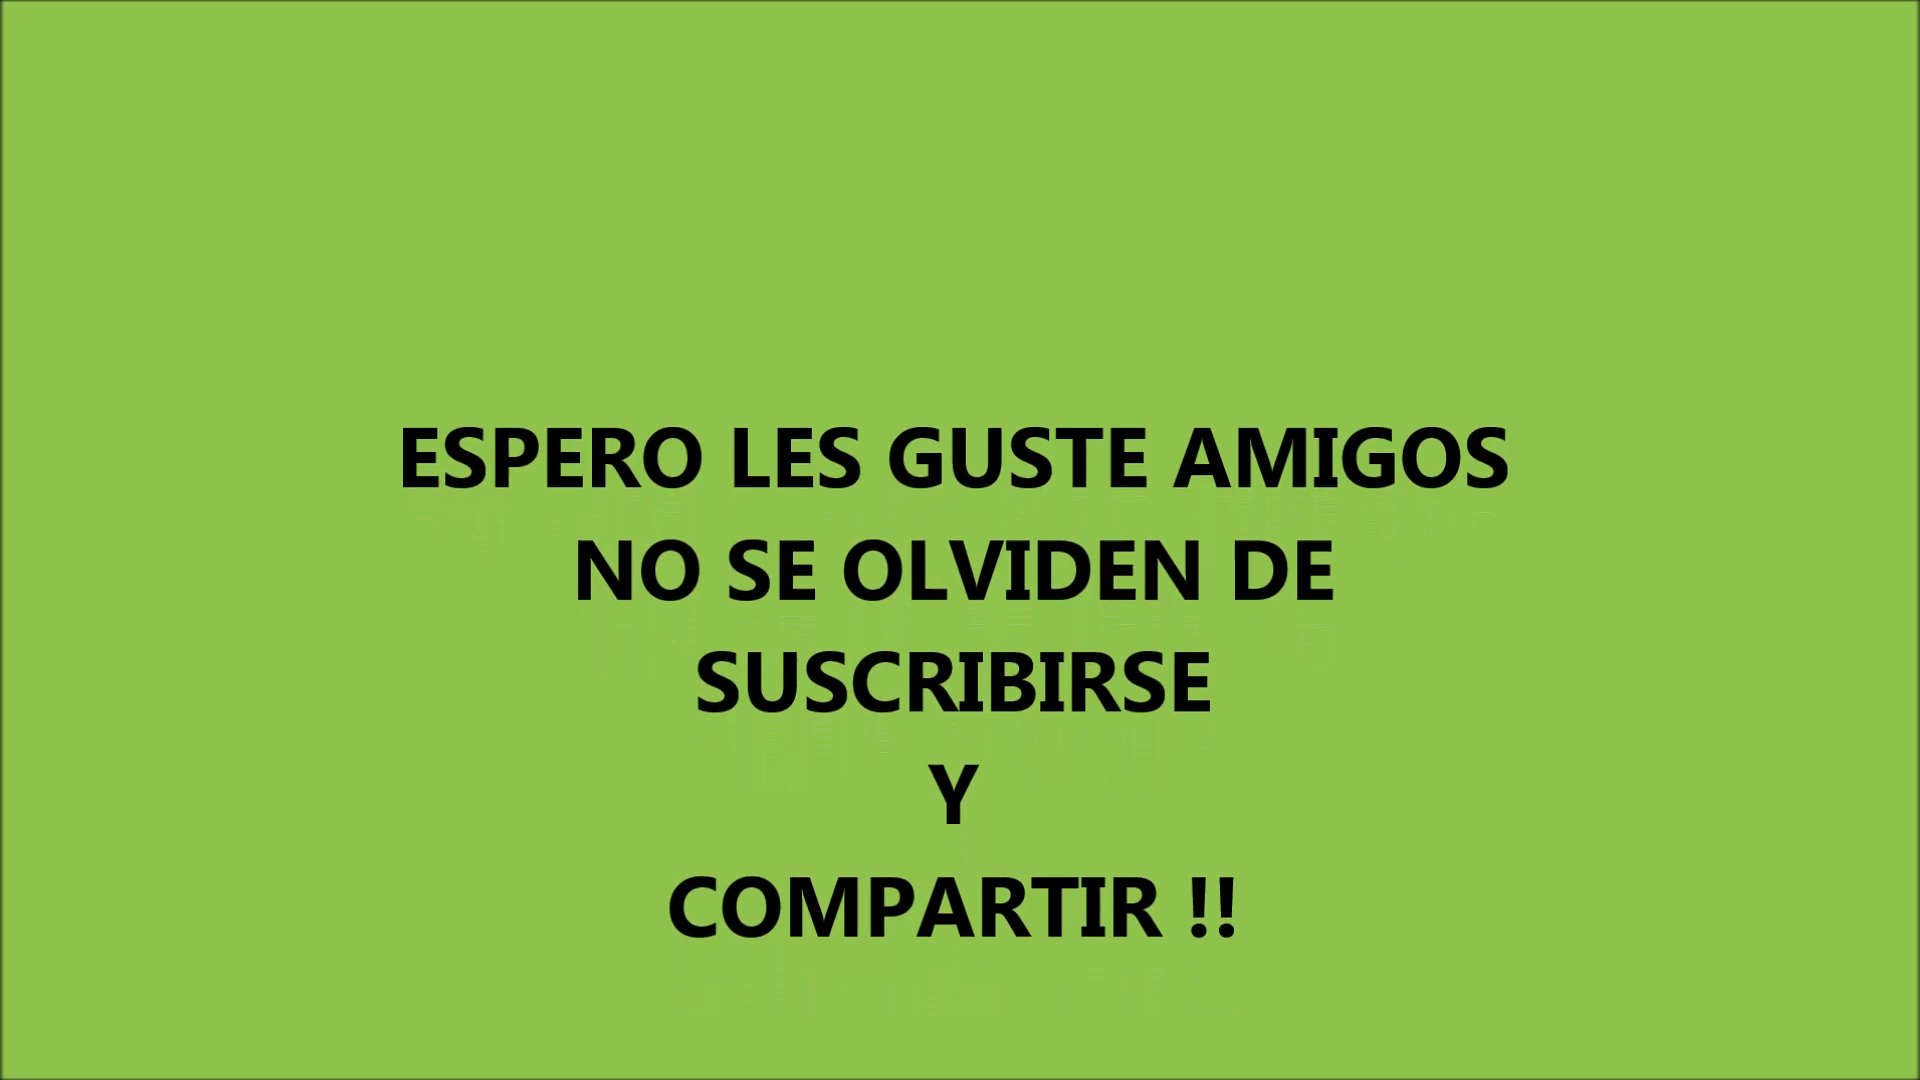 ESPERO LES GUSTE AMIGOS
NO SE OLVIDEN DE
SUSCRIBIRSE
Y
COMPARTIR !!